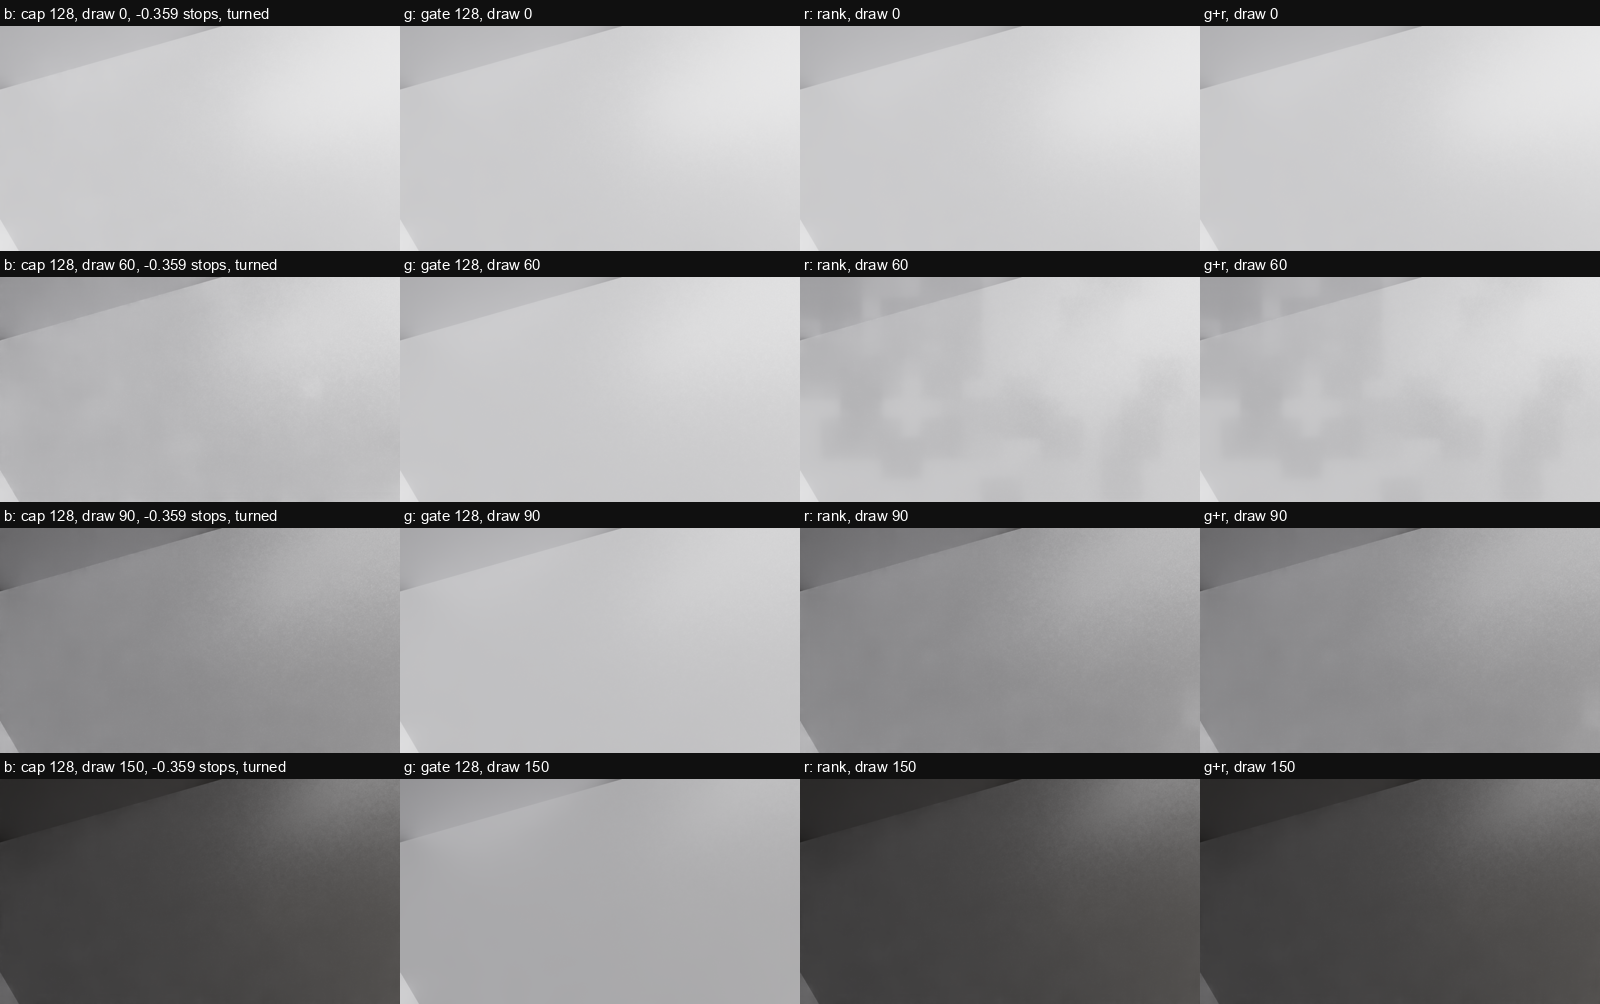 b: cap 128, draw 0, -0.359 stops, turned
g: gate 128, draw 0
r: rank, draw 0
g+r, draw 0
b: cap 128, draw 60, -0.359 stops, turned
g: gate 128, draw 60
r: rank, draw 60
g+r, draw 60
b: cap 128, draw 90, -0.359 stops, turned
g: gate 128, draw 90
r: rank, draw 90
g+r, draw 90
b: cap 128, draw 150, -0.359 stops, turned
g: gate 128, draw 150
r: rank, draw 150
g+r, draw 150